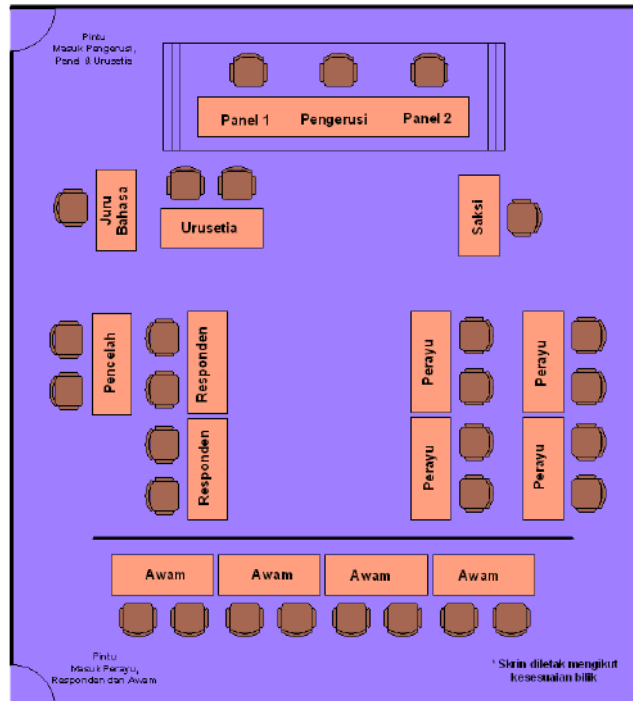 Pintu
Masuk Pengerusi,
Panel & Urusetia
Panel 1
Pengerusi
Panel 2
Juru
Bahasa
Urusetia
Saksi
Pencelah
Responden
Responden
Perayu
Perayu
Perayu
Perayu
Awam
Awam
Awam
Awam
Pintu
Masuk Perayu,
Responden dan Awam
* Skrin diletak mengikut
kesesuaian bilik